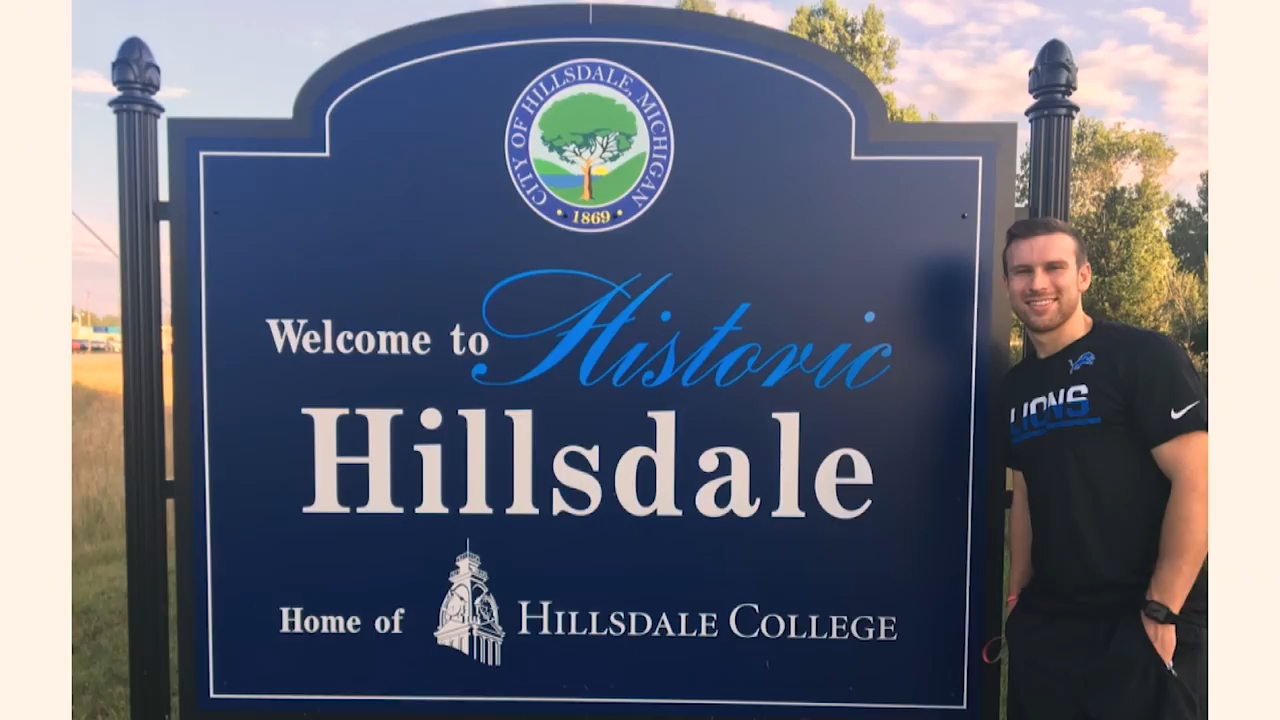 CITY OF HILLSDALE, MICHIGAN
• 1869 •
Welcome to Historic
Hillsdale
Home of HILLSDALE COLLEGE
LIONS